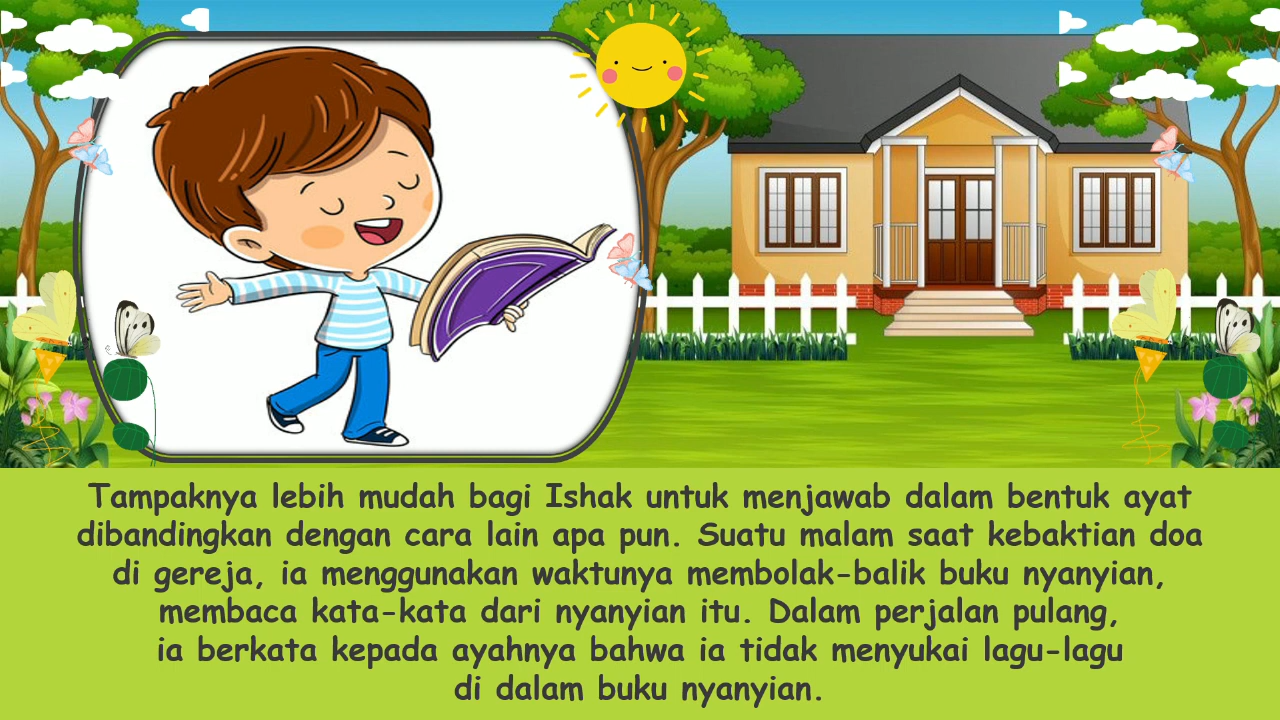 Tampaknya lebih mudah bagi Ishak untuk menjawab dalam bentuk ayat
dibandingkan dengan cara lain apa pun. Suatu malam saat kebaktian doa
di gereja, ia menggunakan waktunya membolak-balik buku nyanyian,
membaca kata-kata dari nyanyian itu. Dalam perjalan pulang,
ia berkata kepada ayahnya bahwa ia tidak menyukai lagu-lagu
di dalam buku nyanyian.